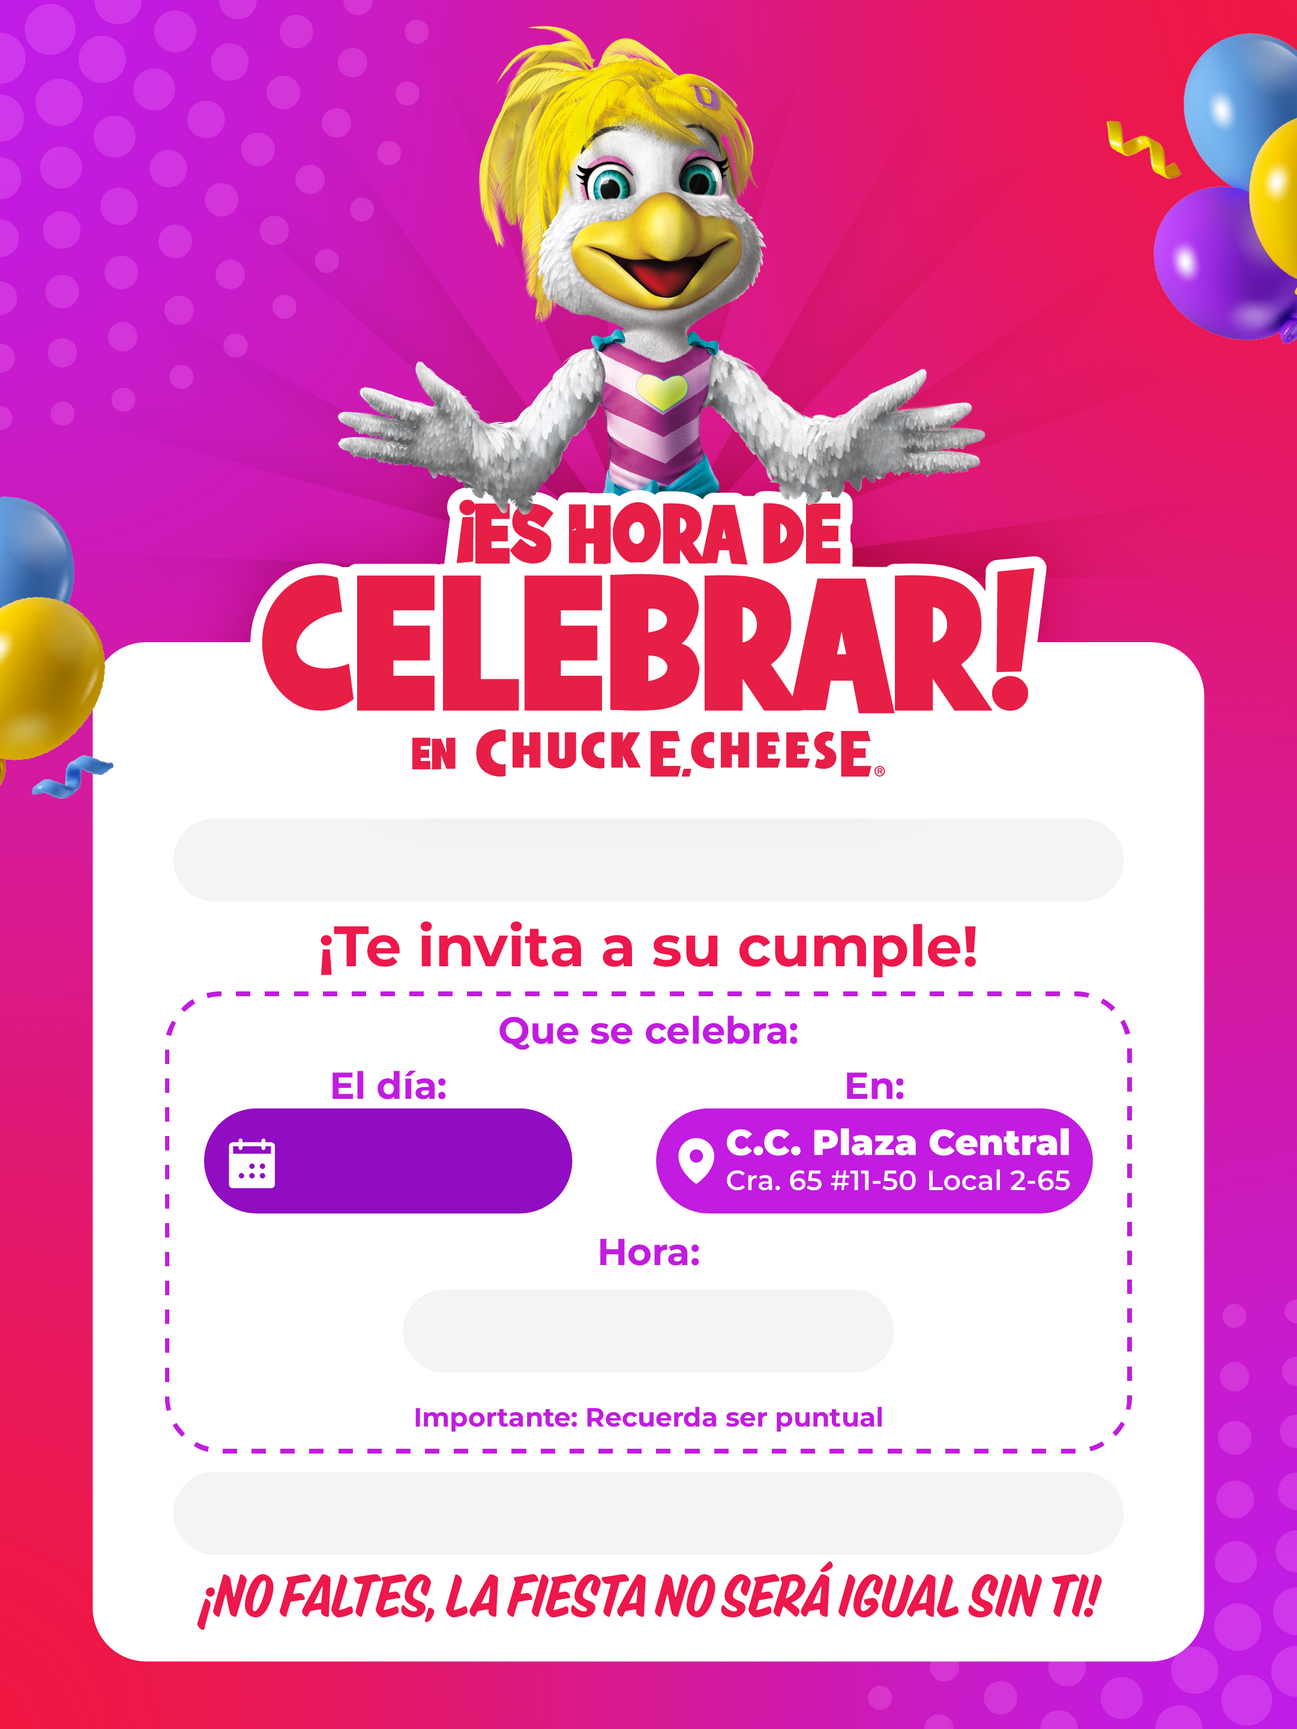 ¡ES HORA DE
CELEBRAR!
EN CHUCK E. CHEESE®
¡Te invita a su cumple!
Que se celebra:
El día:
En:
C.C. Plaza Central
Cra. 65 #11-50 Local 2-65
Hora:
Importante: Recuerda ser puntual
¡NO FALTES, LA FIESTA NO SERÁ IGUAL SIN TI!